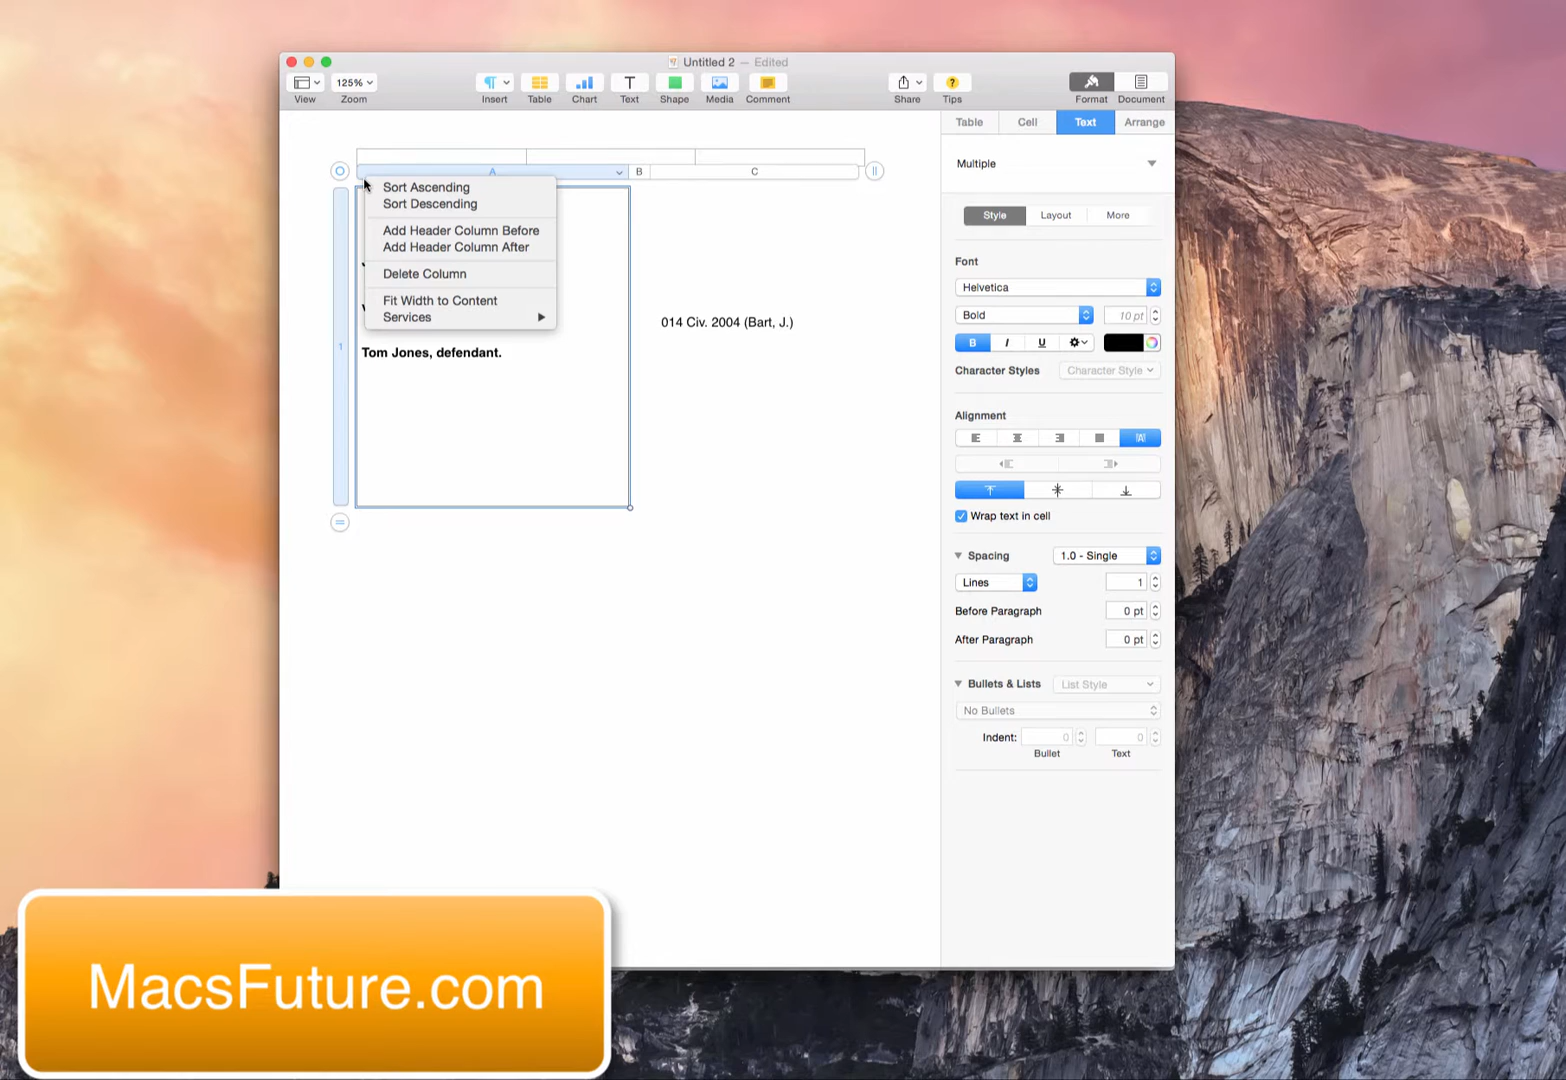 Untitled 2 — Edited
125%
View
Zoom
Insert
Table
Chart
Text
Shape
Media
Comment
Share
Tips
Format
Document
Table
Cell
Text
Arrange
A
B
C
1
Sort Ascending
Sort Descending
Add Header Column Before
Add Header Column After
Delete Column
Fit Width to Content
Services
Tom Jones, defendant.
014 Civ. 2004 (Bart, J.)
Multiple
Style
Layout
More
Font
Helvetica
Bold
10 pt
B
I
U
Character Styles
Character Style
Alignment
Wrap text in cell
Spacing
1.0 - Single
Lines
1
Before Paragraph
0 pt
After Paragraph
0 pt
Bullets & Lists
List Style
No Bullets
Indent:
0
0
Bullet
Text
MacsFuture.com